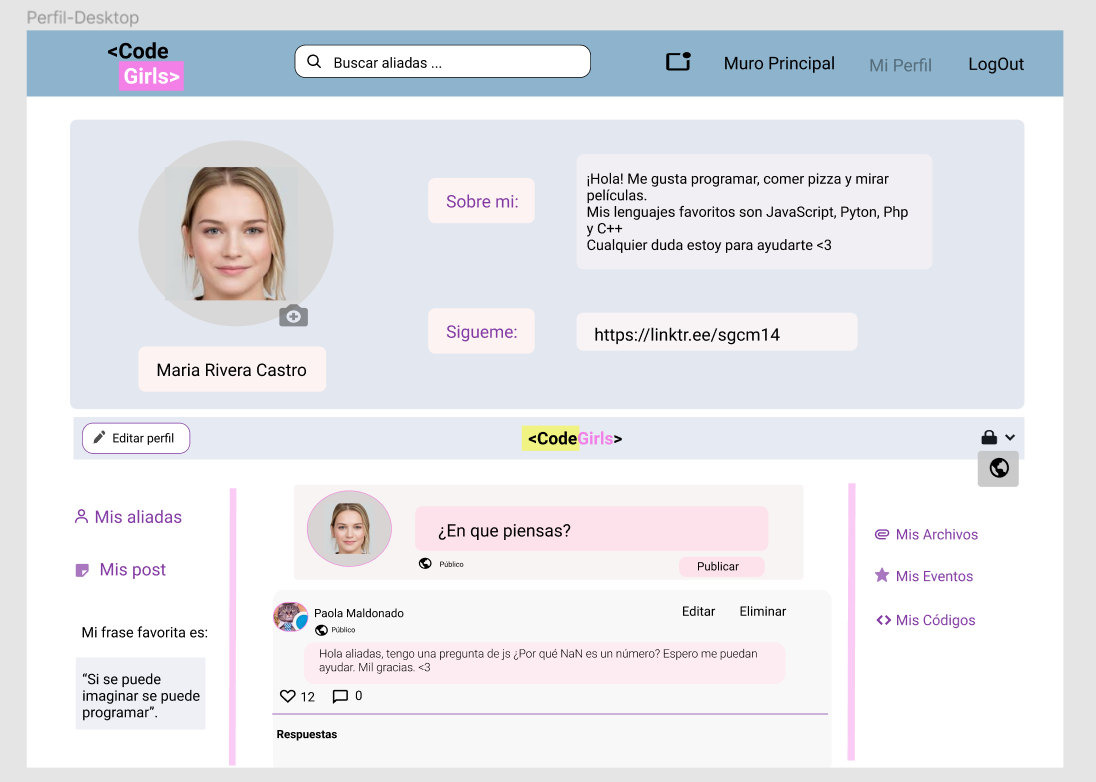 Perfil-Desktop
<Code
Girls>
Buscar aliadas ...
Muro Principal
Mi Perfil
LogOut
Sobre mi:
¡Hola! Me gusta programar, comer pizza y mirar
películas.
Mis lenguajes favoritos son JavaScript, Pyton, Php
y C++
Cualquier duda estoy para ayudarte <3
Sigueme:
https://linktr.ee/sgcm14
Maria Rivera Castro
Editar perfil
<CodeGirls>
Mis aliadas
Mis post
Mi frase favorita es:
“Si se puede
imaginar se puede
programar”.
¿En que piensas?
Público
Publicar
Paola Maldonado
Público
Editar
Eliminar
Hola aliadas, tengo una pregunta de js ¿Por qué NaN es un número? Espero me puedan
ayudar. Mil gracias. <3
12
0
Respuestas
Mis Archivos
Mis Eventos
Mis Códigos